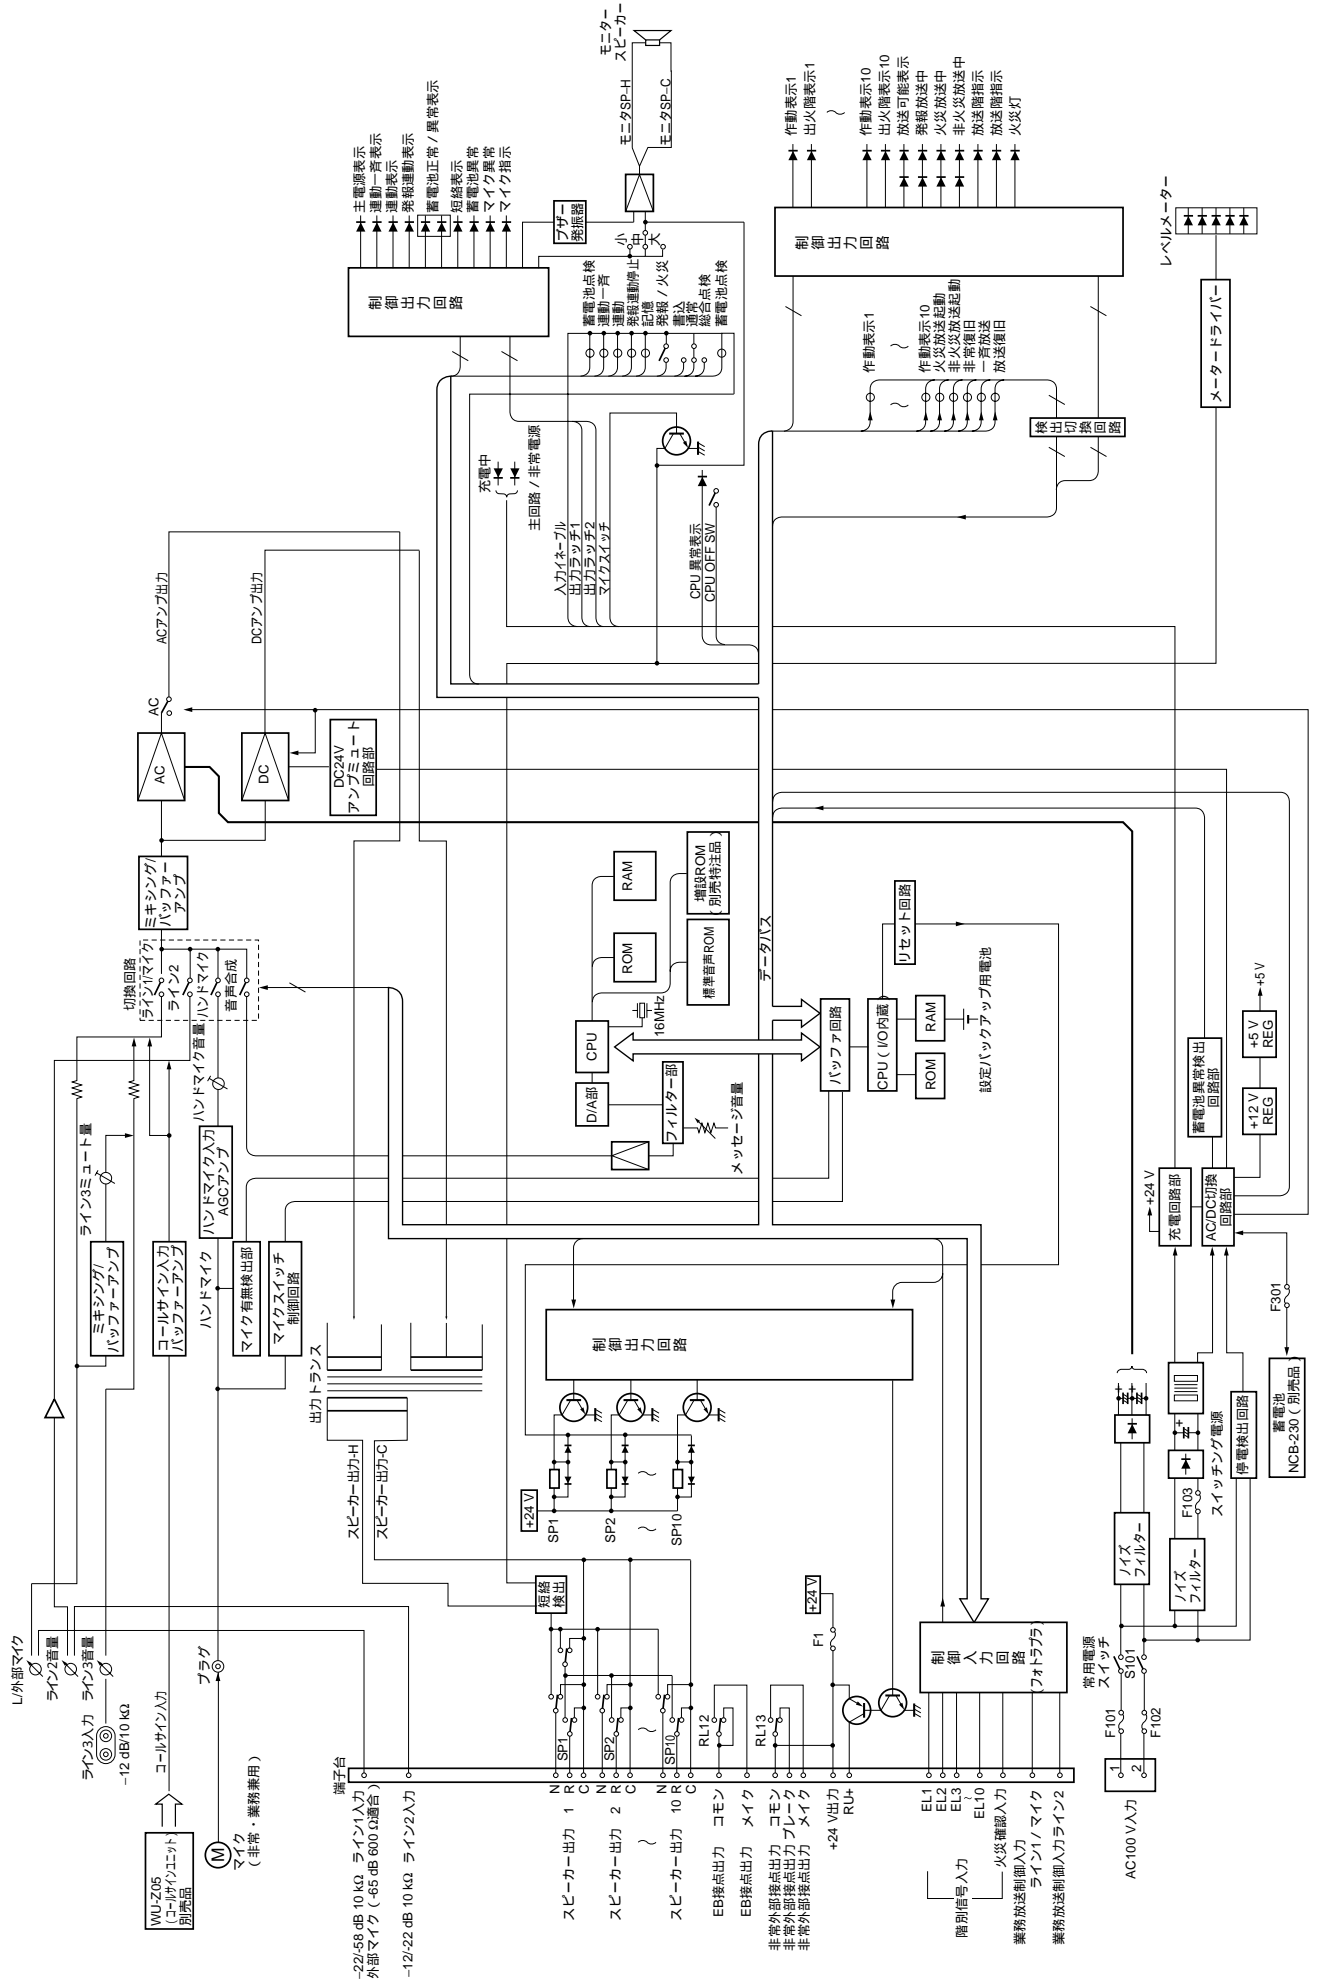 WU-Z05
（コールサインユニット）
別売品
マイク
（非常・業務兼用）
M
コールサイン入力
プラグ
L/外部マイク
ライン2音量
ライン3音量
ライン3入力
−12 dB/10 kΩ
端子台
−22/-58 dB 10 kΩ ライン1入力
外部マイク（-65 dB 600 Ω適合）
−12/-22 dB 10 kΩ ライン2入力
スピーカー出力 1
N
R
C
スピーカー出力 2
N
R
C
～
スピーカー出力 10
N
R
C
EB接点出力 コモン
EB接点出力 メイク
非常外部接点出力 コモン
非常外部接点出力 ブレーク
非常外部接点出力 メイク
+24 V出力
RU+
階別信号入力
EL1
EL2
EL3
～
EL10
火災確認入力
業務放送制御入力
ライン1 / マイク
業務放送制御入力 ライン2
AC100 V入力
1
2
F101
F102
常用電源
スイッチ
S101
SP1
SP2
～
SP10
RL12
RL13
F1
+24 V
制御入力回路
（フォトカプラ）
短絡
検出
スピーカー出力-H
スピーカー出力-C
出力トランス
+24 V
SP1
SP2
～
SP10
制御出力回路
ノイズ
フィルター
ノイズ
フィルター
F103
スイッチング電源
停電検出回路
蓄電池
NCB-230（別売品）
F301
充電回路部
+24 V
AC/DC切換
回路部
蓄電池異常検出
回路部
+12 V
REG
+5 V
REG
+5 V
ミキシング/
バッファーアンプ
ライン3ミュート量
コールサイン入力
バッファーアンプ
ハンドマイク
ハンドマイク入力
AGCアンプ
マイク有無検出部
マイクスイッチ
制御回路
ハンドマイク音量
切換回路
ライン1/マイク
ライン2
ハンドマイク
音声合成
ミキシング/
バッファー
アンプ
AC
DC
AC
DC24V
アンプミュート
回路部
ACアンプ出力
DCアンプ出力
CPU
D/A部
フィルター部
メッセージ音量
16MHz
ROM
RAM
標準音声ROM
増設ROM
（別売特注品）
データバス
バッファ回路
CPU（I/O内蔵）
ROM
RAM
設定バックアップ用電池
リセット回路
充電中
主回路 / 非常電源
入力イネーブル
出力ラッチ1
出力ラッチ2
マイクスイッチ
CPU 異常表示
CPU OFF SW
制御出力回路
主電源表示
連動一斉表示
連動表示
発報連動表示
蓄電池正常 / 異常表示
短絡表示
蓄電池異常
マイク異常
マイク指示
ブザー
発振器
小
中
大
蓄電池点検
連動一斉
連動
発報連動停止
記憶
発報 / 火災
書込
通常
総合点検
蓄電池点検
モニタSP−H
モニタSP−C
モニター
スピーカー
制御出力回路
作動表示1
出火階表示1
～
作動表示10
出火階表示10
放送可能表示
発報放送中
火災放送中
非火災放送中
放送階指示
放送階指示
火災灯
作動表示1
～
作動表示10
火災放送起動
非火災放送起動
非常復旧
一斉放送
放送復旧
検出切換回路
メータードライバー
レベルメーター